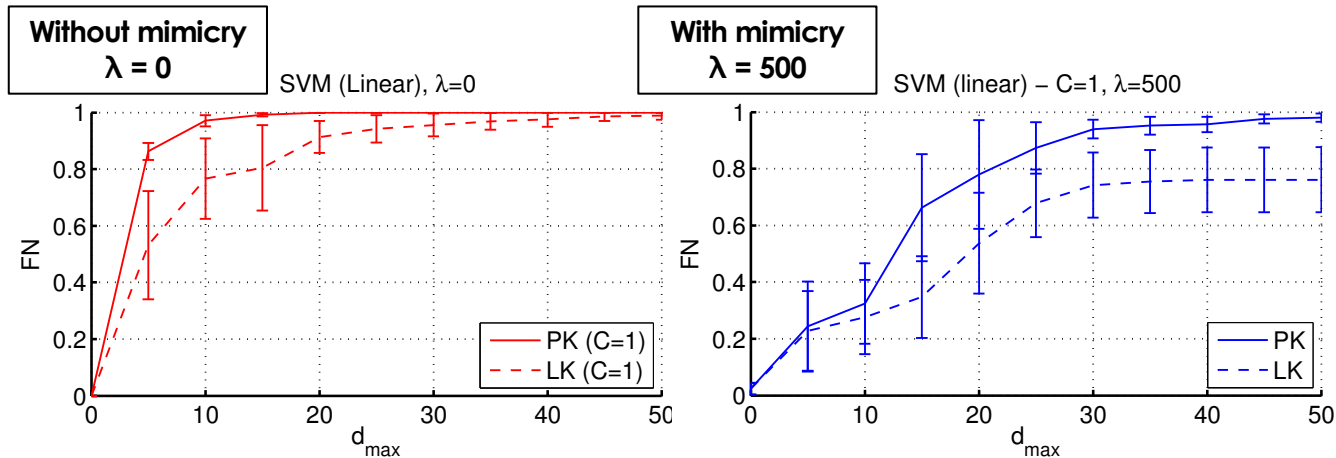 Without mimicry
λ = 0
SVM (Linear), λ=0
1
0.8
0.6
0.4
0.2
0
FN
0
10
20
30
40
50
d_max
PK (C=1)
LK (C=1)
With mimicry
λ = 500
SVM (linear) − C=1, λ=500
1
0.8
0.6
0.4
0.2
0
FN
0
10
20
30
40
50
d_max
PK
LK